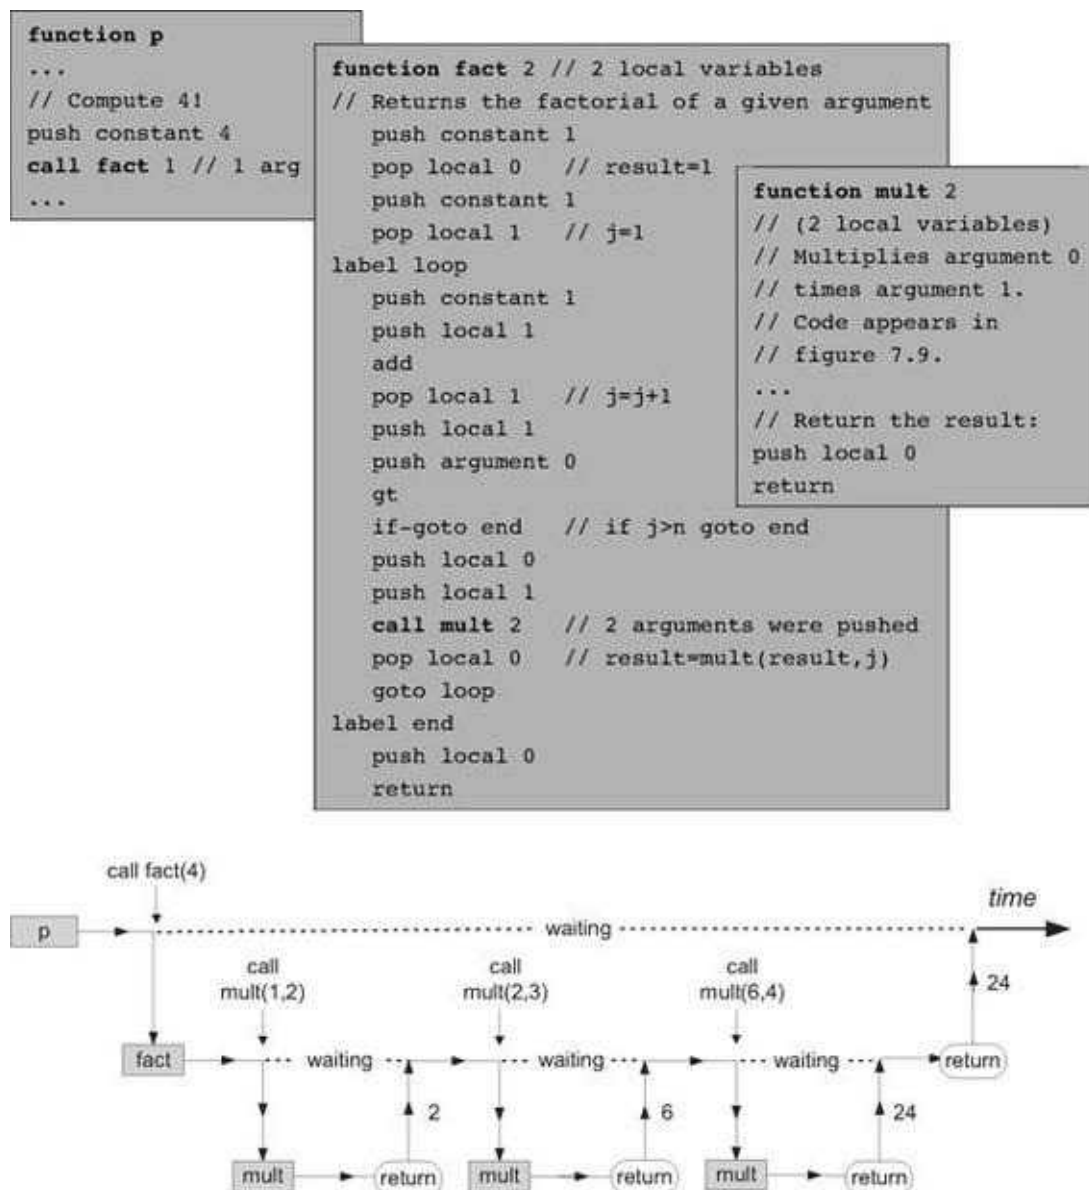 function p
...
// Compute 4!
push constant 4
call fact 1 // 1 arg
...
function fact 2 // 2 local variables
// Returns the factorial of a given argument
push constant 1
pop local 0 // result=1
push constant 1
pop local 1 // j=1
label loop
push constant 1
push local 1
add
pop local 1 // j=j+1
push local 1
push argument 0
gt
if-goto end // if j>n goto end
push local 0
push local 1
call mult 2 // 2 arguments were pushed
pop local 0 // result=mult(result,j)
goto loop
label end
push local 0
return
function mult 2
// (2 local variables)
// Multiplies argument 0
// times argument 1.
// Code appears in
// figure 7.9.
...
// Return the result:
push local 0
return
call fact(4)
time
p
waiting
call
mult(1,2)
call
mult(2,3)
call
mult(6,4)
24
fact
waiting
waiting
waiting
return
2
6
24
mult
return
mult
return
mult
return